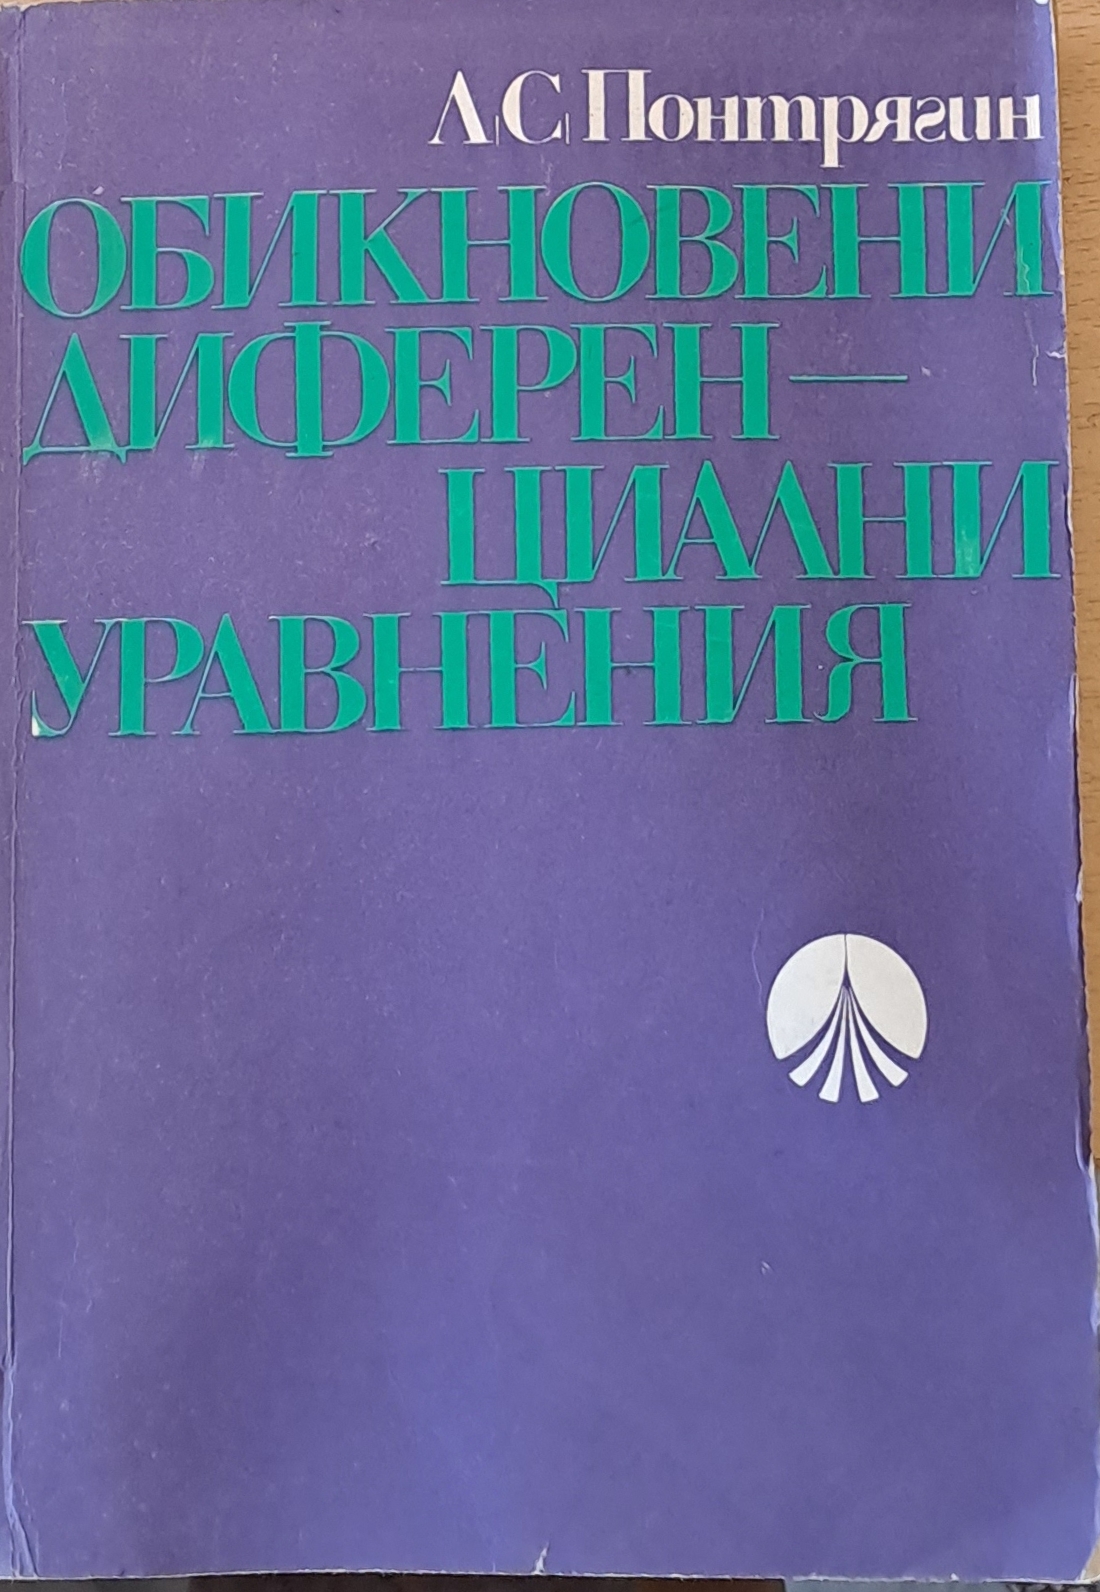 Л.С. Понтрягин
ОБИКНОВЕНИ
ДИФЕРЕН—
ЦИАЛНИ
УРАВНЕНИЯ